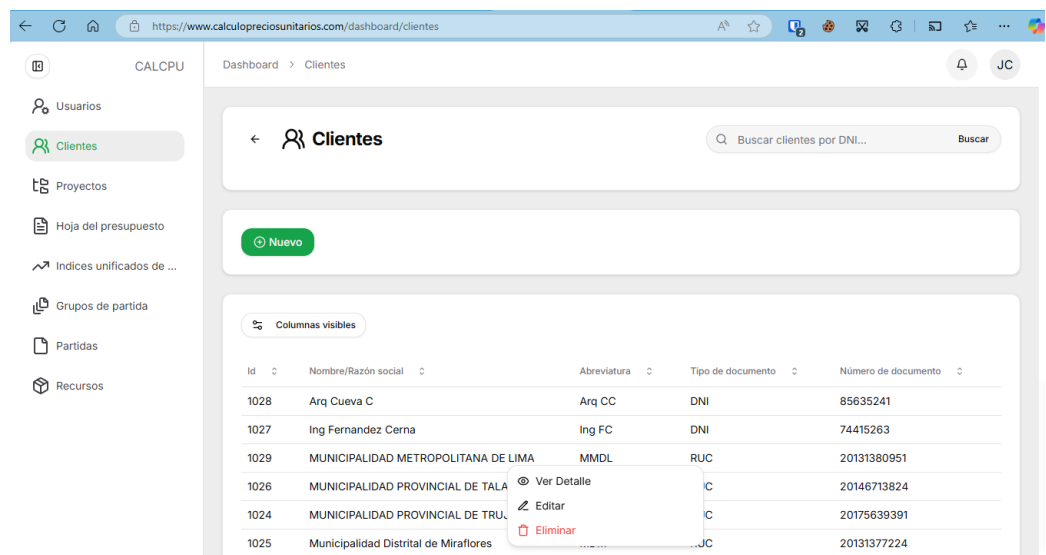 https://www.calculopreciosunitarios.com/dashboard/clientes
2
CALCPU
Dashboard > Clientes
JC
Usuarios
Clientes
Proyectos
Hoja del presupuesto
Indices unificados de ...
Grupos de partida
Partidas
Recursos
Clientes
Buscar clientes por DNI...
Buscar
Nuevo
Columnas visibles
Id Nombre/Razón social Abreviatura Tipo de documento Número de documento
1028 Arq Cueva C Arq CC DNI 85635241
1027 Ing Fernandez Cerna Ing FC DNI 74415263
1029 MUNICIPALIDAD METROPOLITANA DE LIMA MMDL RUC 20131380951
1026 MUNICIPALIDAD PROVINCIAL DE TALA 20146713824
1024 MUNICIPALIDAD PROVINCIAL DE 20175639391
1025 Municipalidad Distrital de Miraflores 20131377224
Ver Detalle
Editar
Eliminar